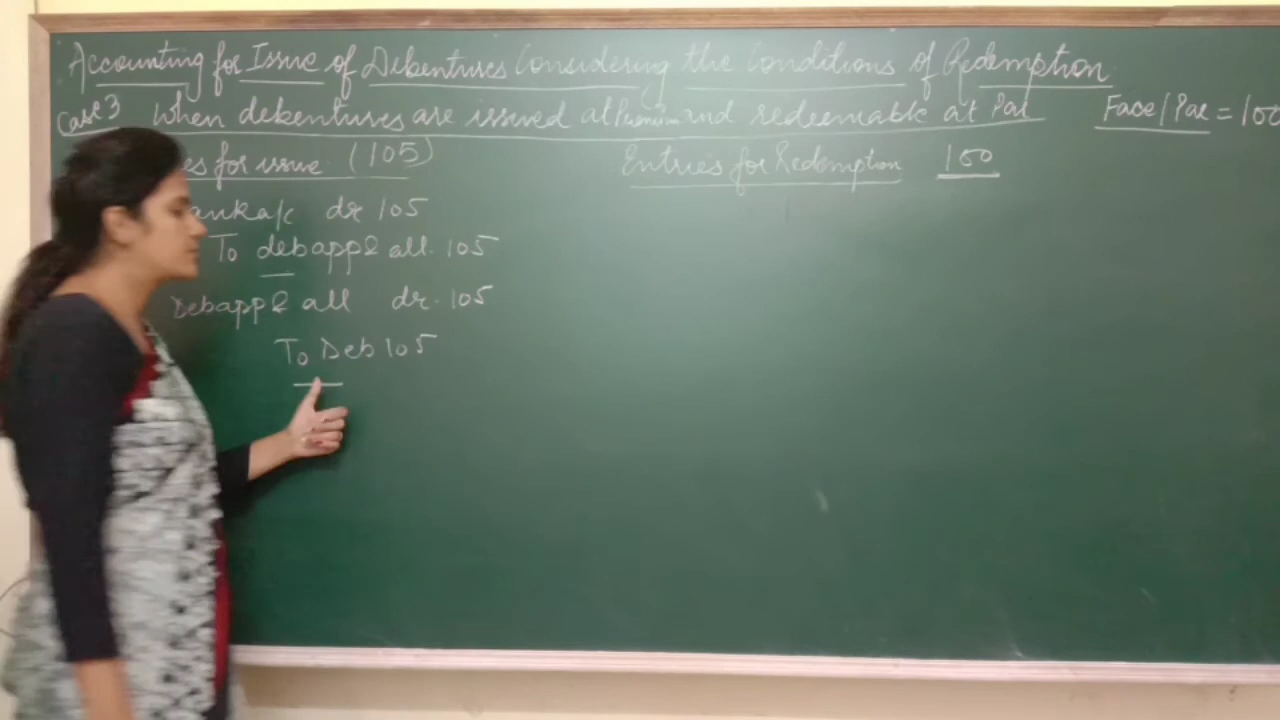 Accounting for Issue of Debentures Considering the Conditions of Redemption
Case 3 When debentures are issued at Premium and redeemable at Par Face/Par = 100
es for issue (105) Entries for Redemption 100
ank a/c dr 105
To deb app & all. 105
Deb app & all dr. 105
To Deb 105